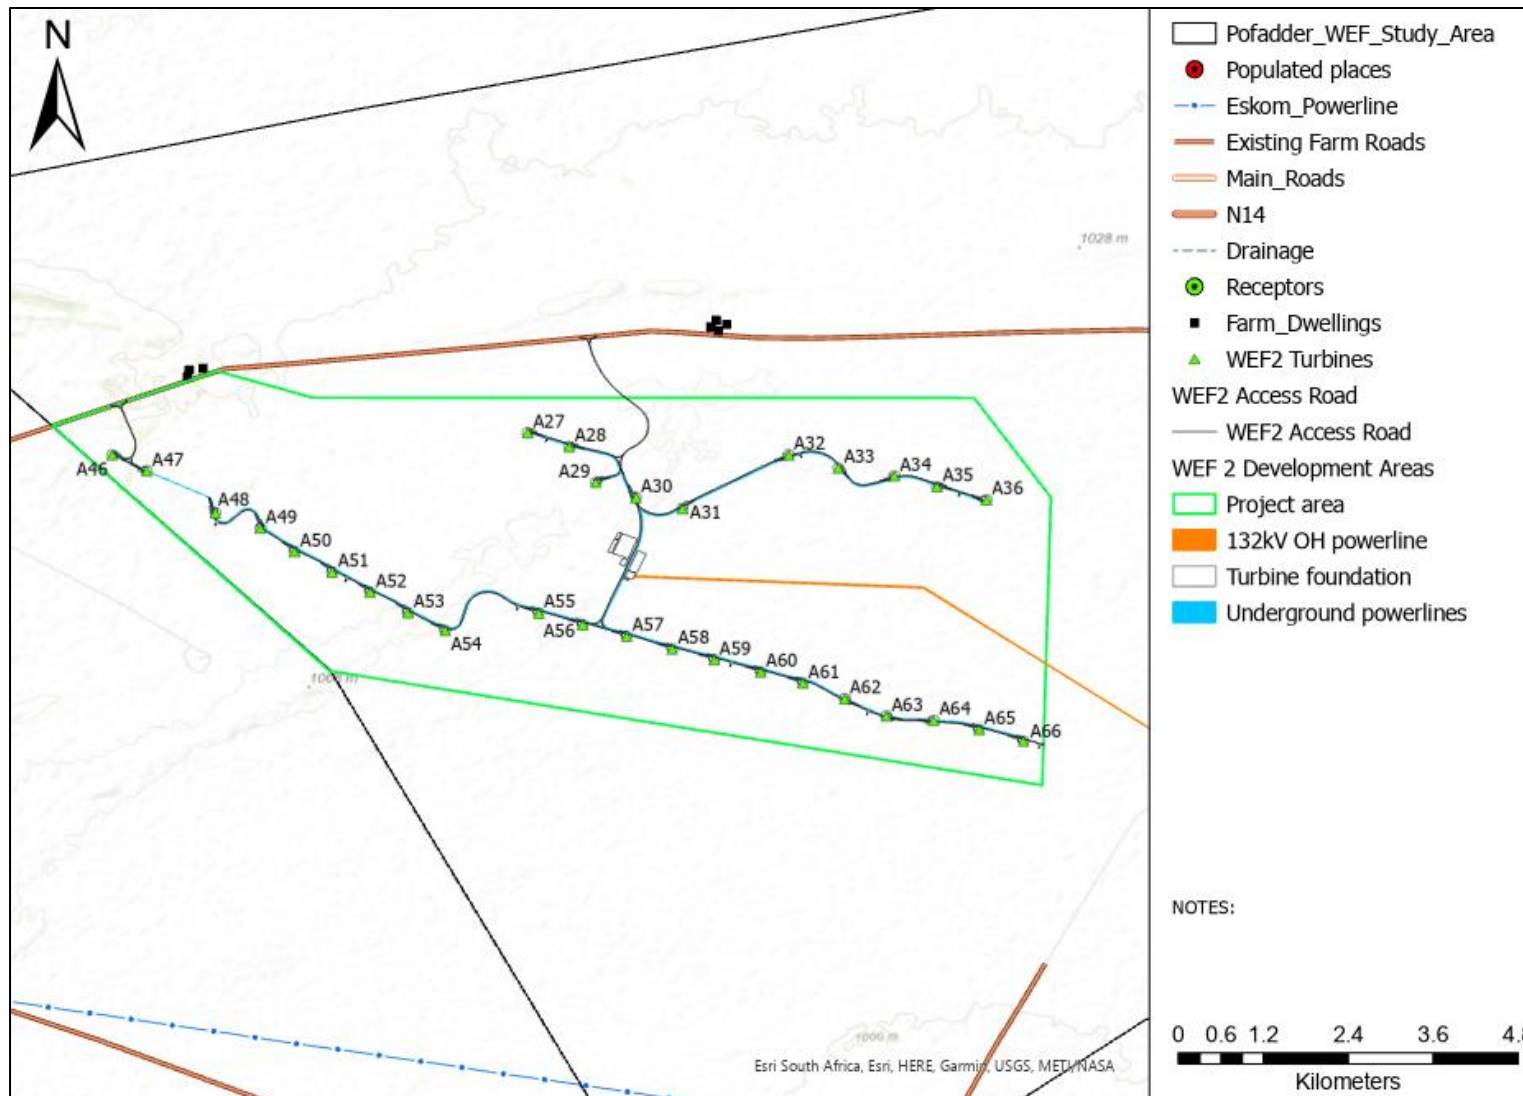 N
1028 m
A27
A28
A29
A30
A31
A32
A33
A34
A35
A36
A46
A47
A48
A49
A50
A51
A52
A53
A54
A55
A56
A57
A58
A59
A60
A61
A62
A63
A64
A65
A66
Esri South Africa, Esri, HERE, Garmin, USGS, METI/NASA
Pofadder_WEF_Study_Area
Populated places
Eskom_Powerline
Existing Farm Roads
Main_Roads
N14
Drainage
Receptors
Farm_Dwellings
WEF2 Turbines
WEF2 Access Road
WEF2 Access Road
WEF 2 Development Areas
Project area
132kV OH powerline
Turbine foundation
Underground powerlines
NOTES:
0 0.6 1.2 2.4 3.6 4.8
Kilometers